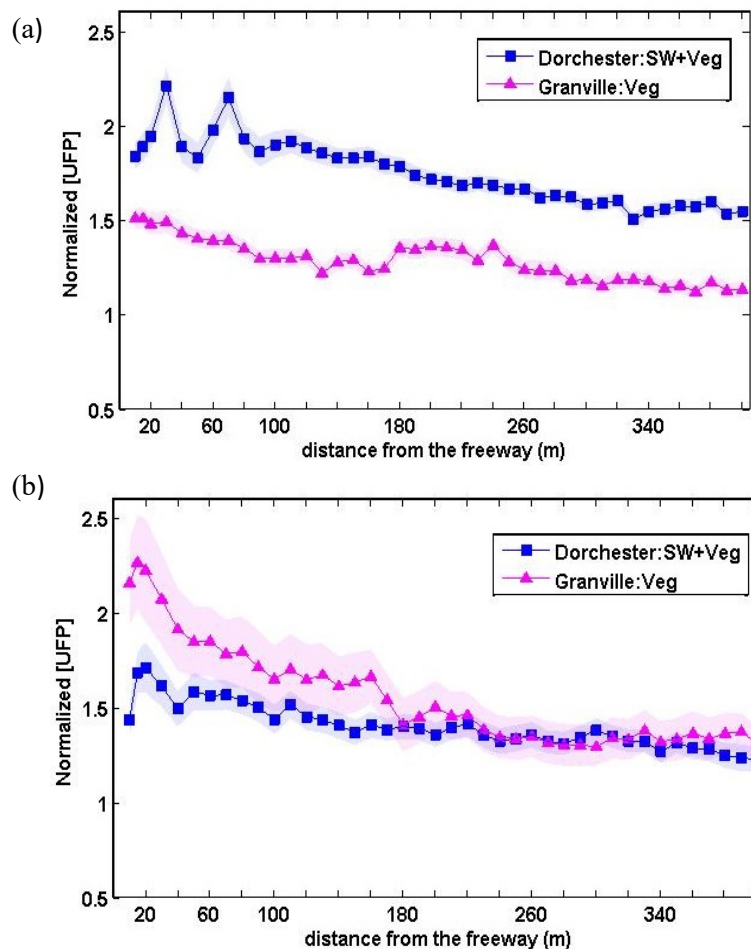 (a)
2.5
2
1.5
1
0.5
Normalized [UFP]
Dorchester:SW+Veg
Granville:Veg
20 60 100 180 260 340
distance from the freeway (m)
(b)
2.5
2
1.5
1
0.5
Normalized [UFP]
Dorchester:SW+Veg
Granville:Veg
20 60 100 180 260 340
distance from the freeway (m)